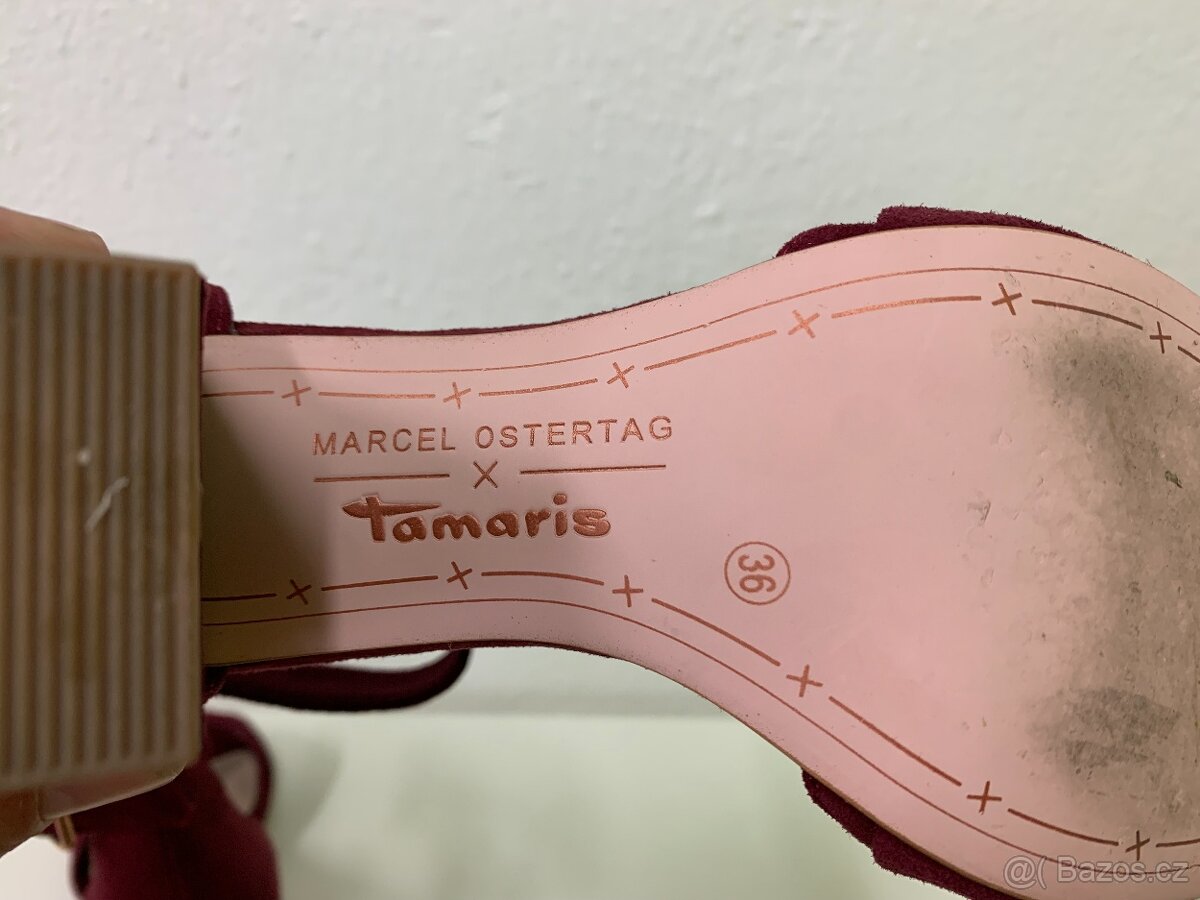 MARCEL OSTERTAG
X
tamaris
36
@( Bazos.cz